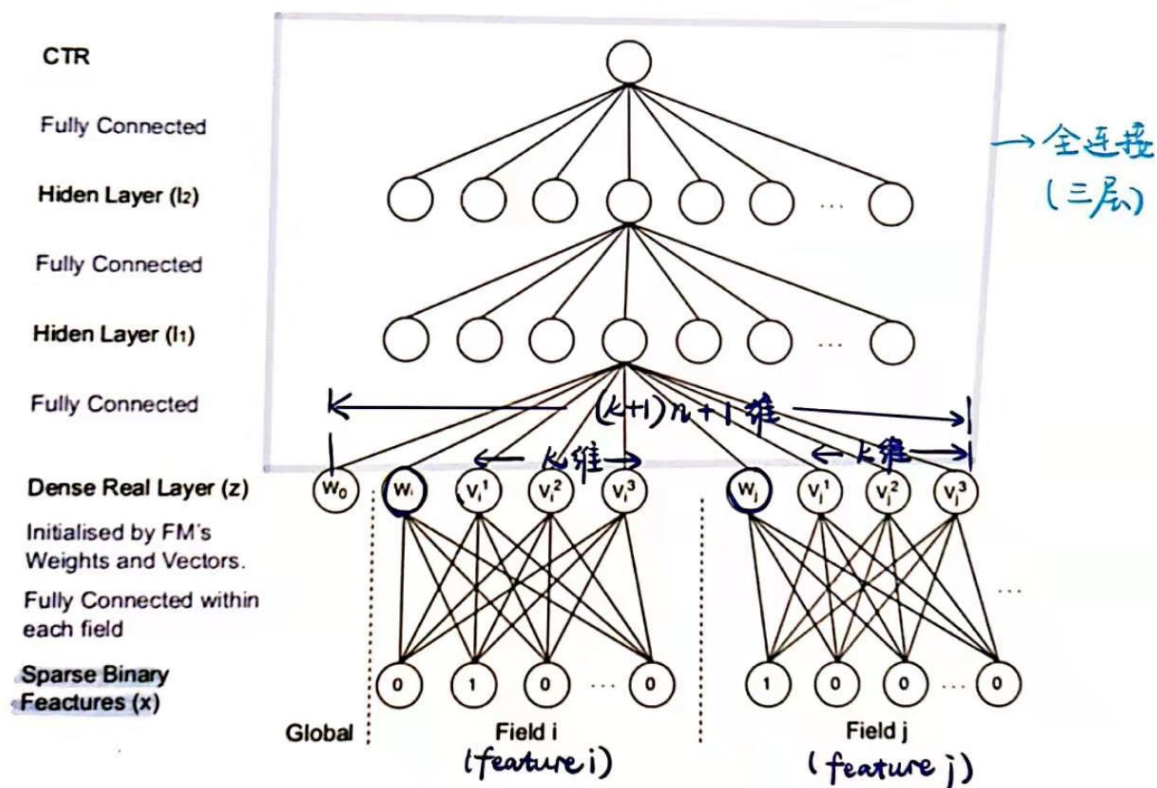 CTR
Fully Connected
→ 全连接
(三层)
Hiden Layer (l₂)
...
Fully Connected
Hiden Layer (l₁)
...
Fully Connected
(k+1)n+1维
k维
k维
Dense Real Layer (z)
W₀ Wᵢ Vᵢ¹ Vᵢ² Vᵢ³ Wⱼ Vⱼ¹ Vⱼ² Vⱼ³
Initialised by FM's
Weights and Vectors.
Fully Connected within
each field
...
Sparse Binary
Feactures (x)
0 1 0 ... 0 1 0 0 ... 0
Global Field i Field j
(feature i) (feature j)